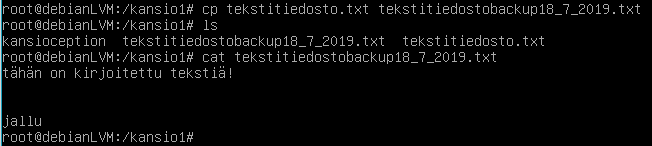 root@debianLVM:/kansio1# cp tekstitiedosto.txt tekstitiedostobackup18_7_2019.txt
root@debianLVM:/kansio1# ls
kansioception  tekstitiedostobackup18_7_2019.txt  tekstitiedosto.txt
root@debianLVM:/kansio1# cat tekstitiedostobackup18_7_2019.txt
tähän on kirjoitettu tekstiä!
jallu
root@debianLVM:/kansio1#